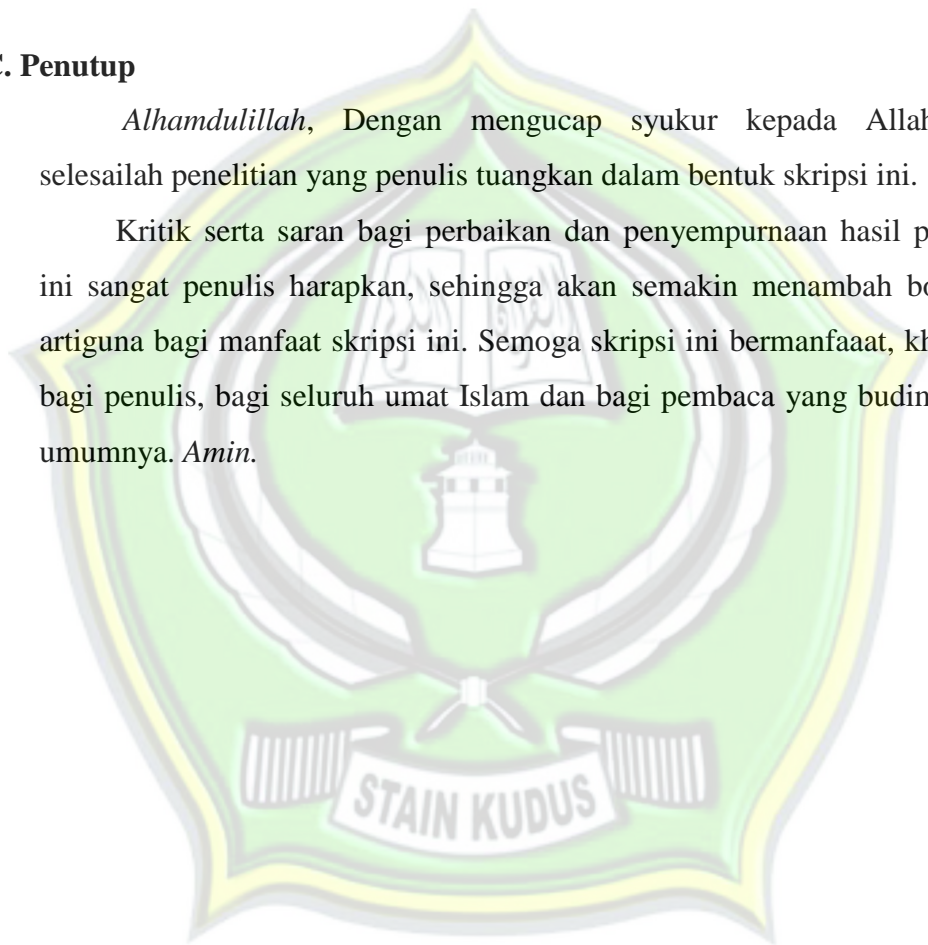 C. Penutup
Alhamdulillah, Dengan mengucap syukur kepada Allah
selesailah penelitian yang penulis tuangkan dalam bentuk skripsi ini.
Kritik serta saran bagi perbaikan dan penyempurnaan hasil p
ini sangat penulis harapkan, sehingga akan semakin menambah bo
artiguna bagi manfaat skripsi ini. Semoga skripsi ini bermanfaaat, kh
bagi penulis, bagi seluruh umat Islam dan bagi pembaca yang budim
umumnya. Amin.
STAIN KUDUS